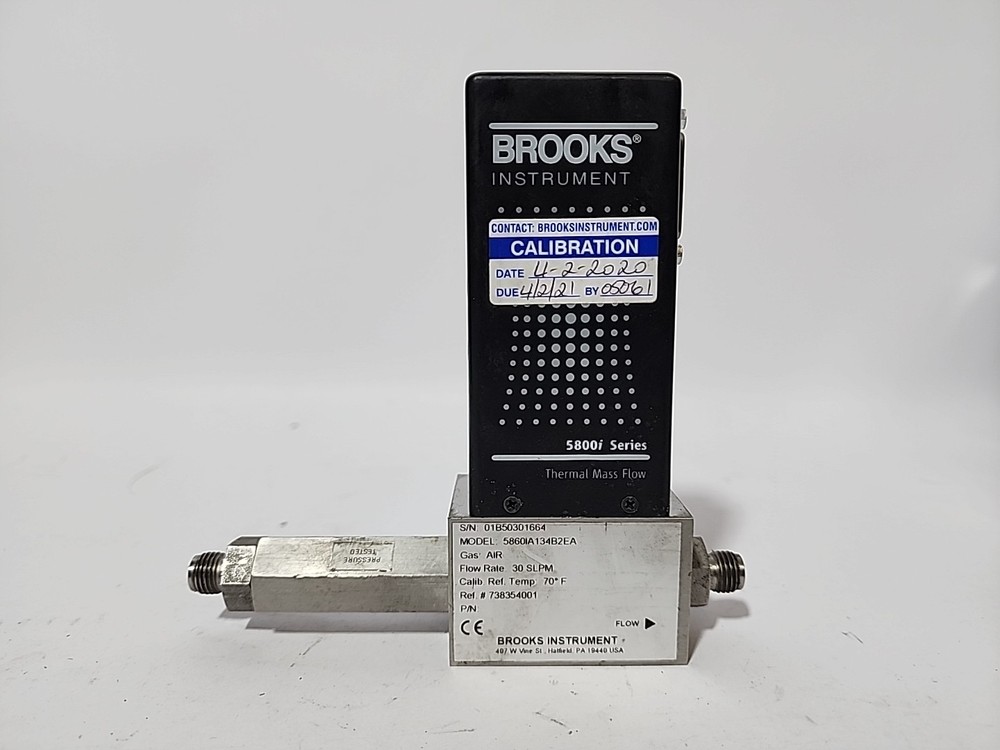 BROOKS®
INSTRUMENT
CONTACT: BROOKSINSTRUMENT.COM
CALIBRATION
DATE 4-2-2020
DUE 4/2/21 BY 05061
5800i Series
Thermal Mass Flow
S/N 01B50301664
MODEL: 5860IA134B2EA
Gas: AIR
Flow Rate 30 SLPM
Calib. Ref. Temp. 70° F
Ref. # 738354001
P/N
CE
FLOW ▶
BROOKS INSTRUMENT
407 W Vine St., Hatfield, PA 19440 USA
PRESSURE
TESTED